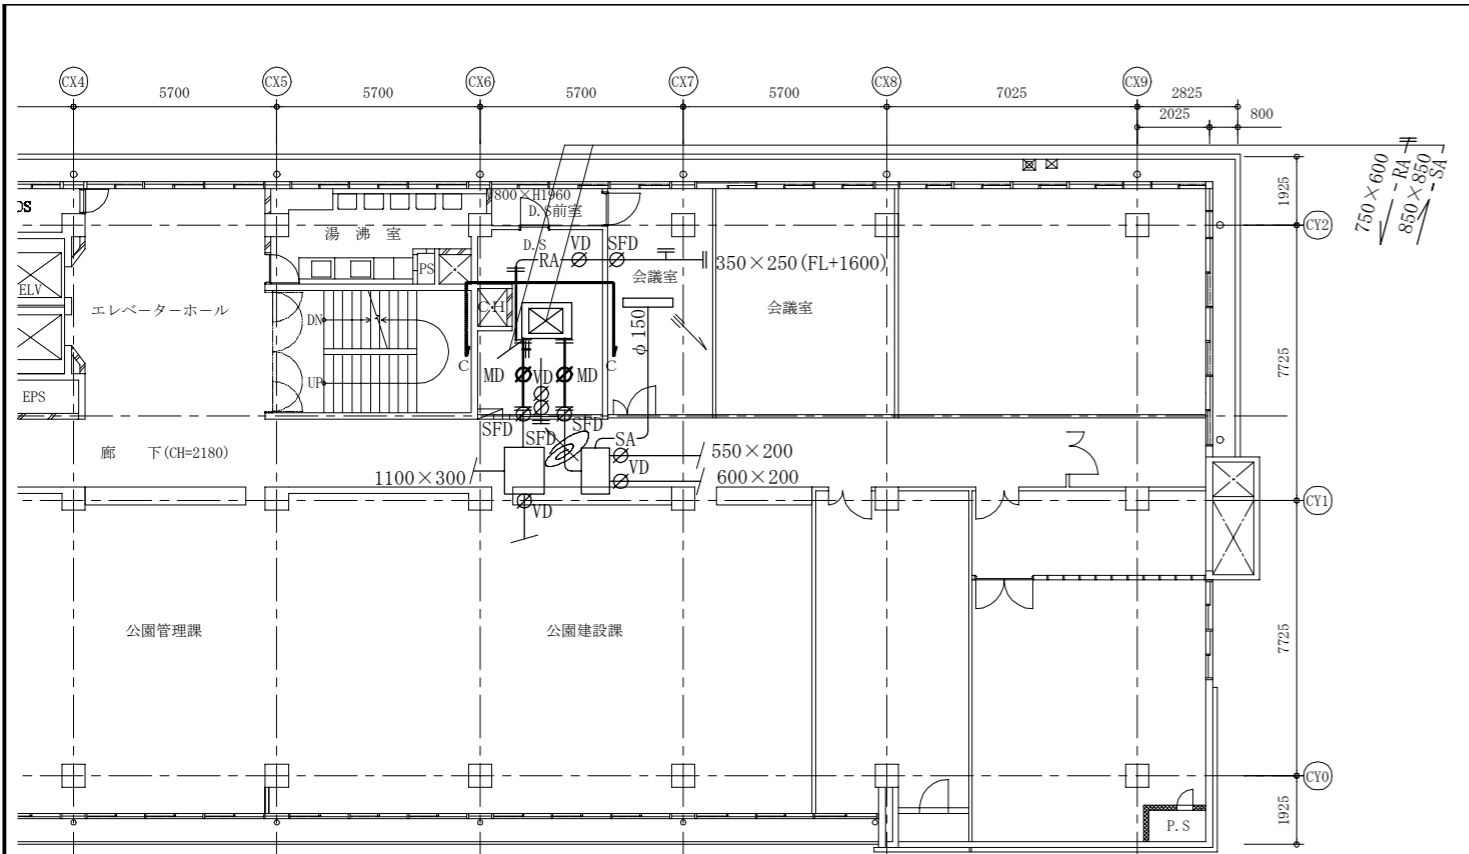 CX4
CX5
CX6
CX7
CX8
CX9
5700
5700
5700
5700
7025
2825
2025
800
750×600
RA
850×850
SA
1925
DS
800×H1960
D.S前室
湯 沸 室
D.S
VD
SFD
CY2
RA
会議室
350×250(FL+1600)
PS
ELV
エレベーターホール
CH
会議室
DN
φ150
7725
C
C
MD
VD
MD
UP
EPS
SFD
SFD
SFD
SA
廊 下(CH=2180)
550×200
VD
1100×300
600×200
VD
CY1
公園管理課
公園建設課
7725
CY0
1925
P.S